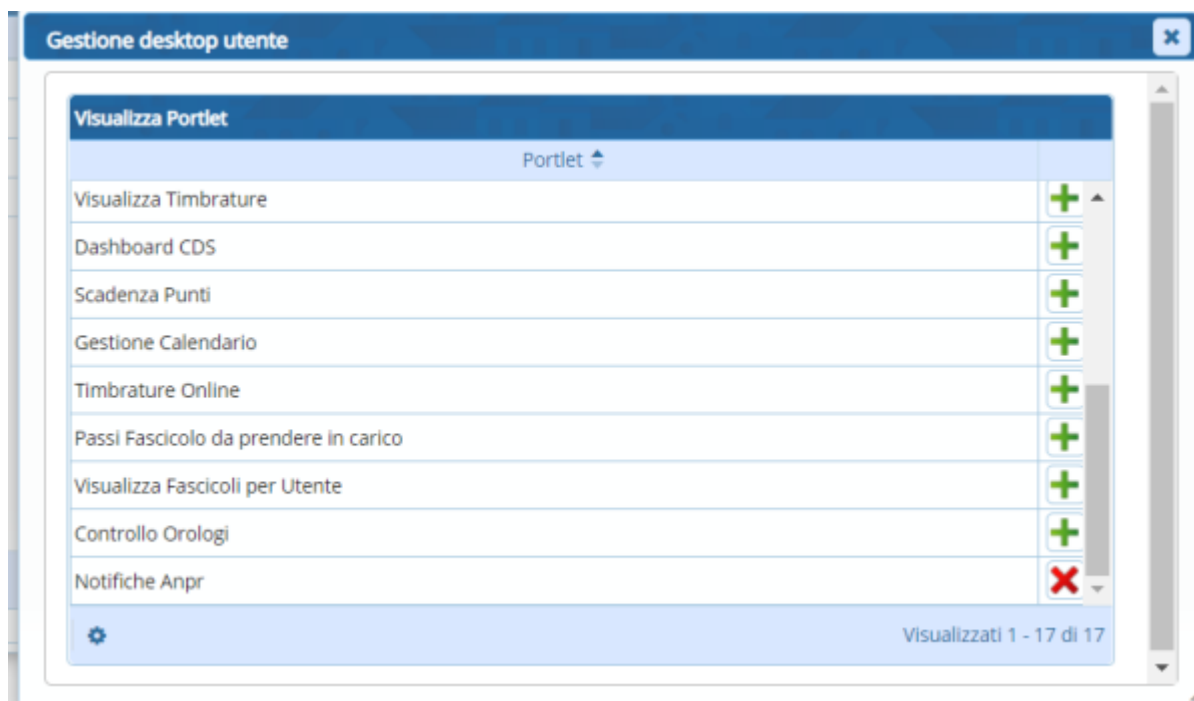 Gestione desktop utente
Visualizza Portlet
Portlet
Visualizza Timbrature
Dashboard CDS
Scadenza Punti
Gestione Calendario
Timbrature Online
Passi Fascicolo da prendere in carico
Visualizza Fascicoli per Utente
Controllo Orologi
Notifiche Anpr
Visualizzati 1 - 17 di 17